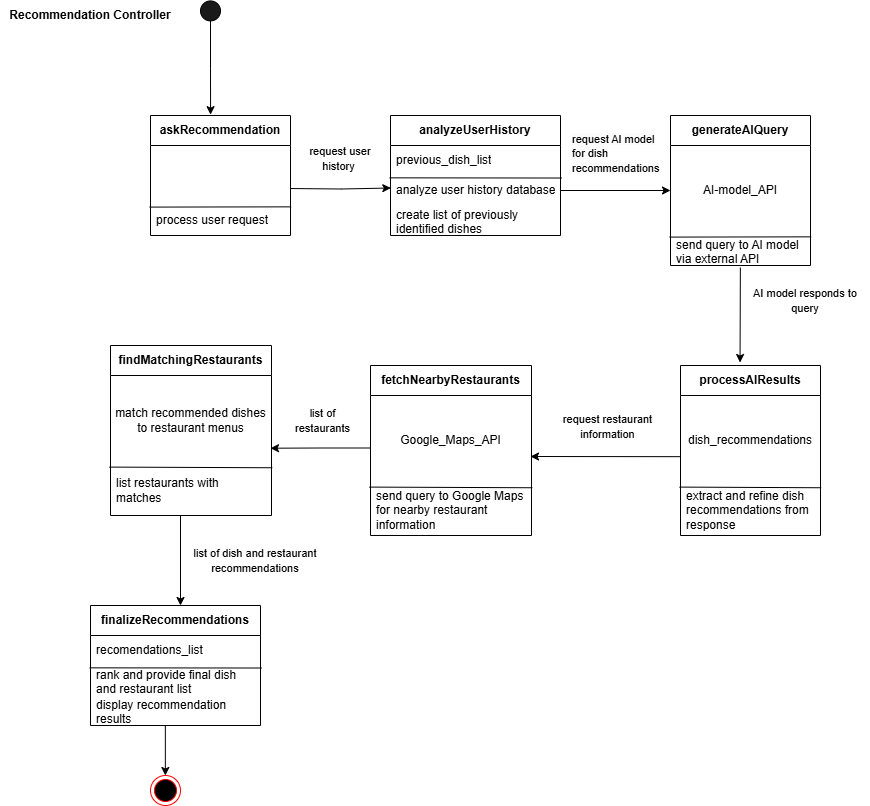 Recommendation Controller
askRecommendation
process user request
request user
history
analyzeUserHistory
previous_dish_list
analyze user history database
create list of previously
identified dishes
request AI model
for dish
recommendations
generateAIQuery
AI-model_API
send query to AI model
via external API
AI model responds to
query
processAIResults
dish_recommendations
extract and refine dish
recommendations from
response
request restaurant
information
fetchNearbyRestaurants
Google_Maps_API
send query to Google Maps
for nearby restaurant
information
list of
restaurants
findMatchingRestaurants
match recommended dishes
to restaurant menus
list restaurants with
matches
list of dish and restaurant
recommendations
finalizeRecommendations
recomendations_list
rank and provide final dish
and restaurant list
display recommendation
results